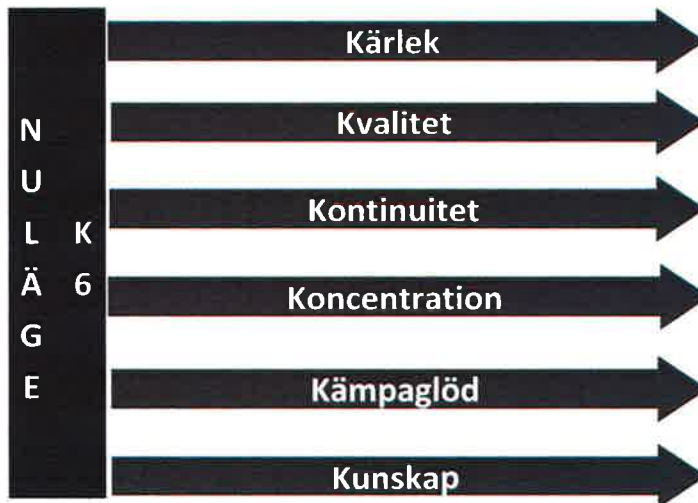 NULÄGE
K6
Kärlek
Kvalitet
Kontinuitet
Koncentration
Kämpaglöd
Kunskap